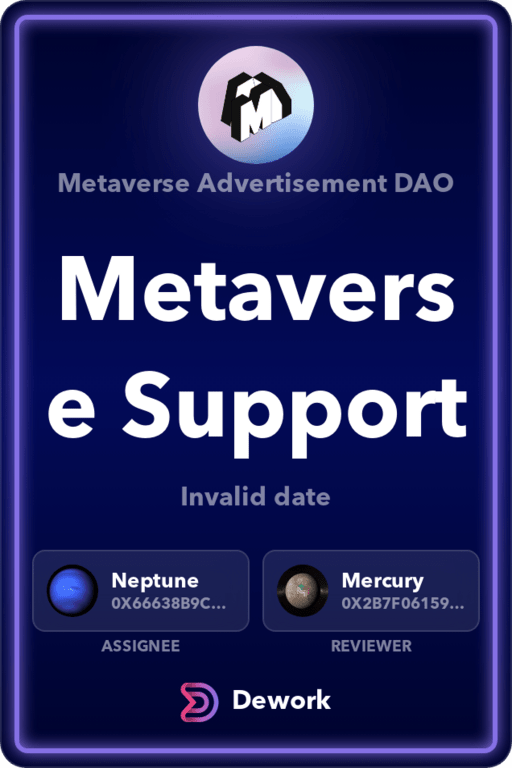 M
Metaverse Advertisement DAO
Metavers
e Support
Invalid date
Neptune
0X66638B9C...
Mercury
0X2B7F06159...
ASSIGNEE
REVIEWER
Dework